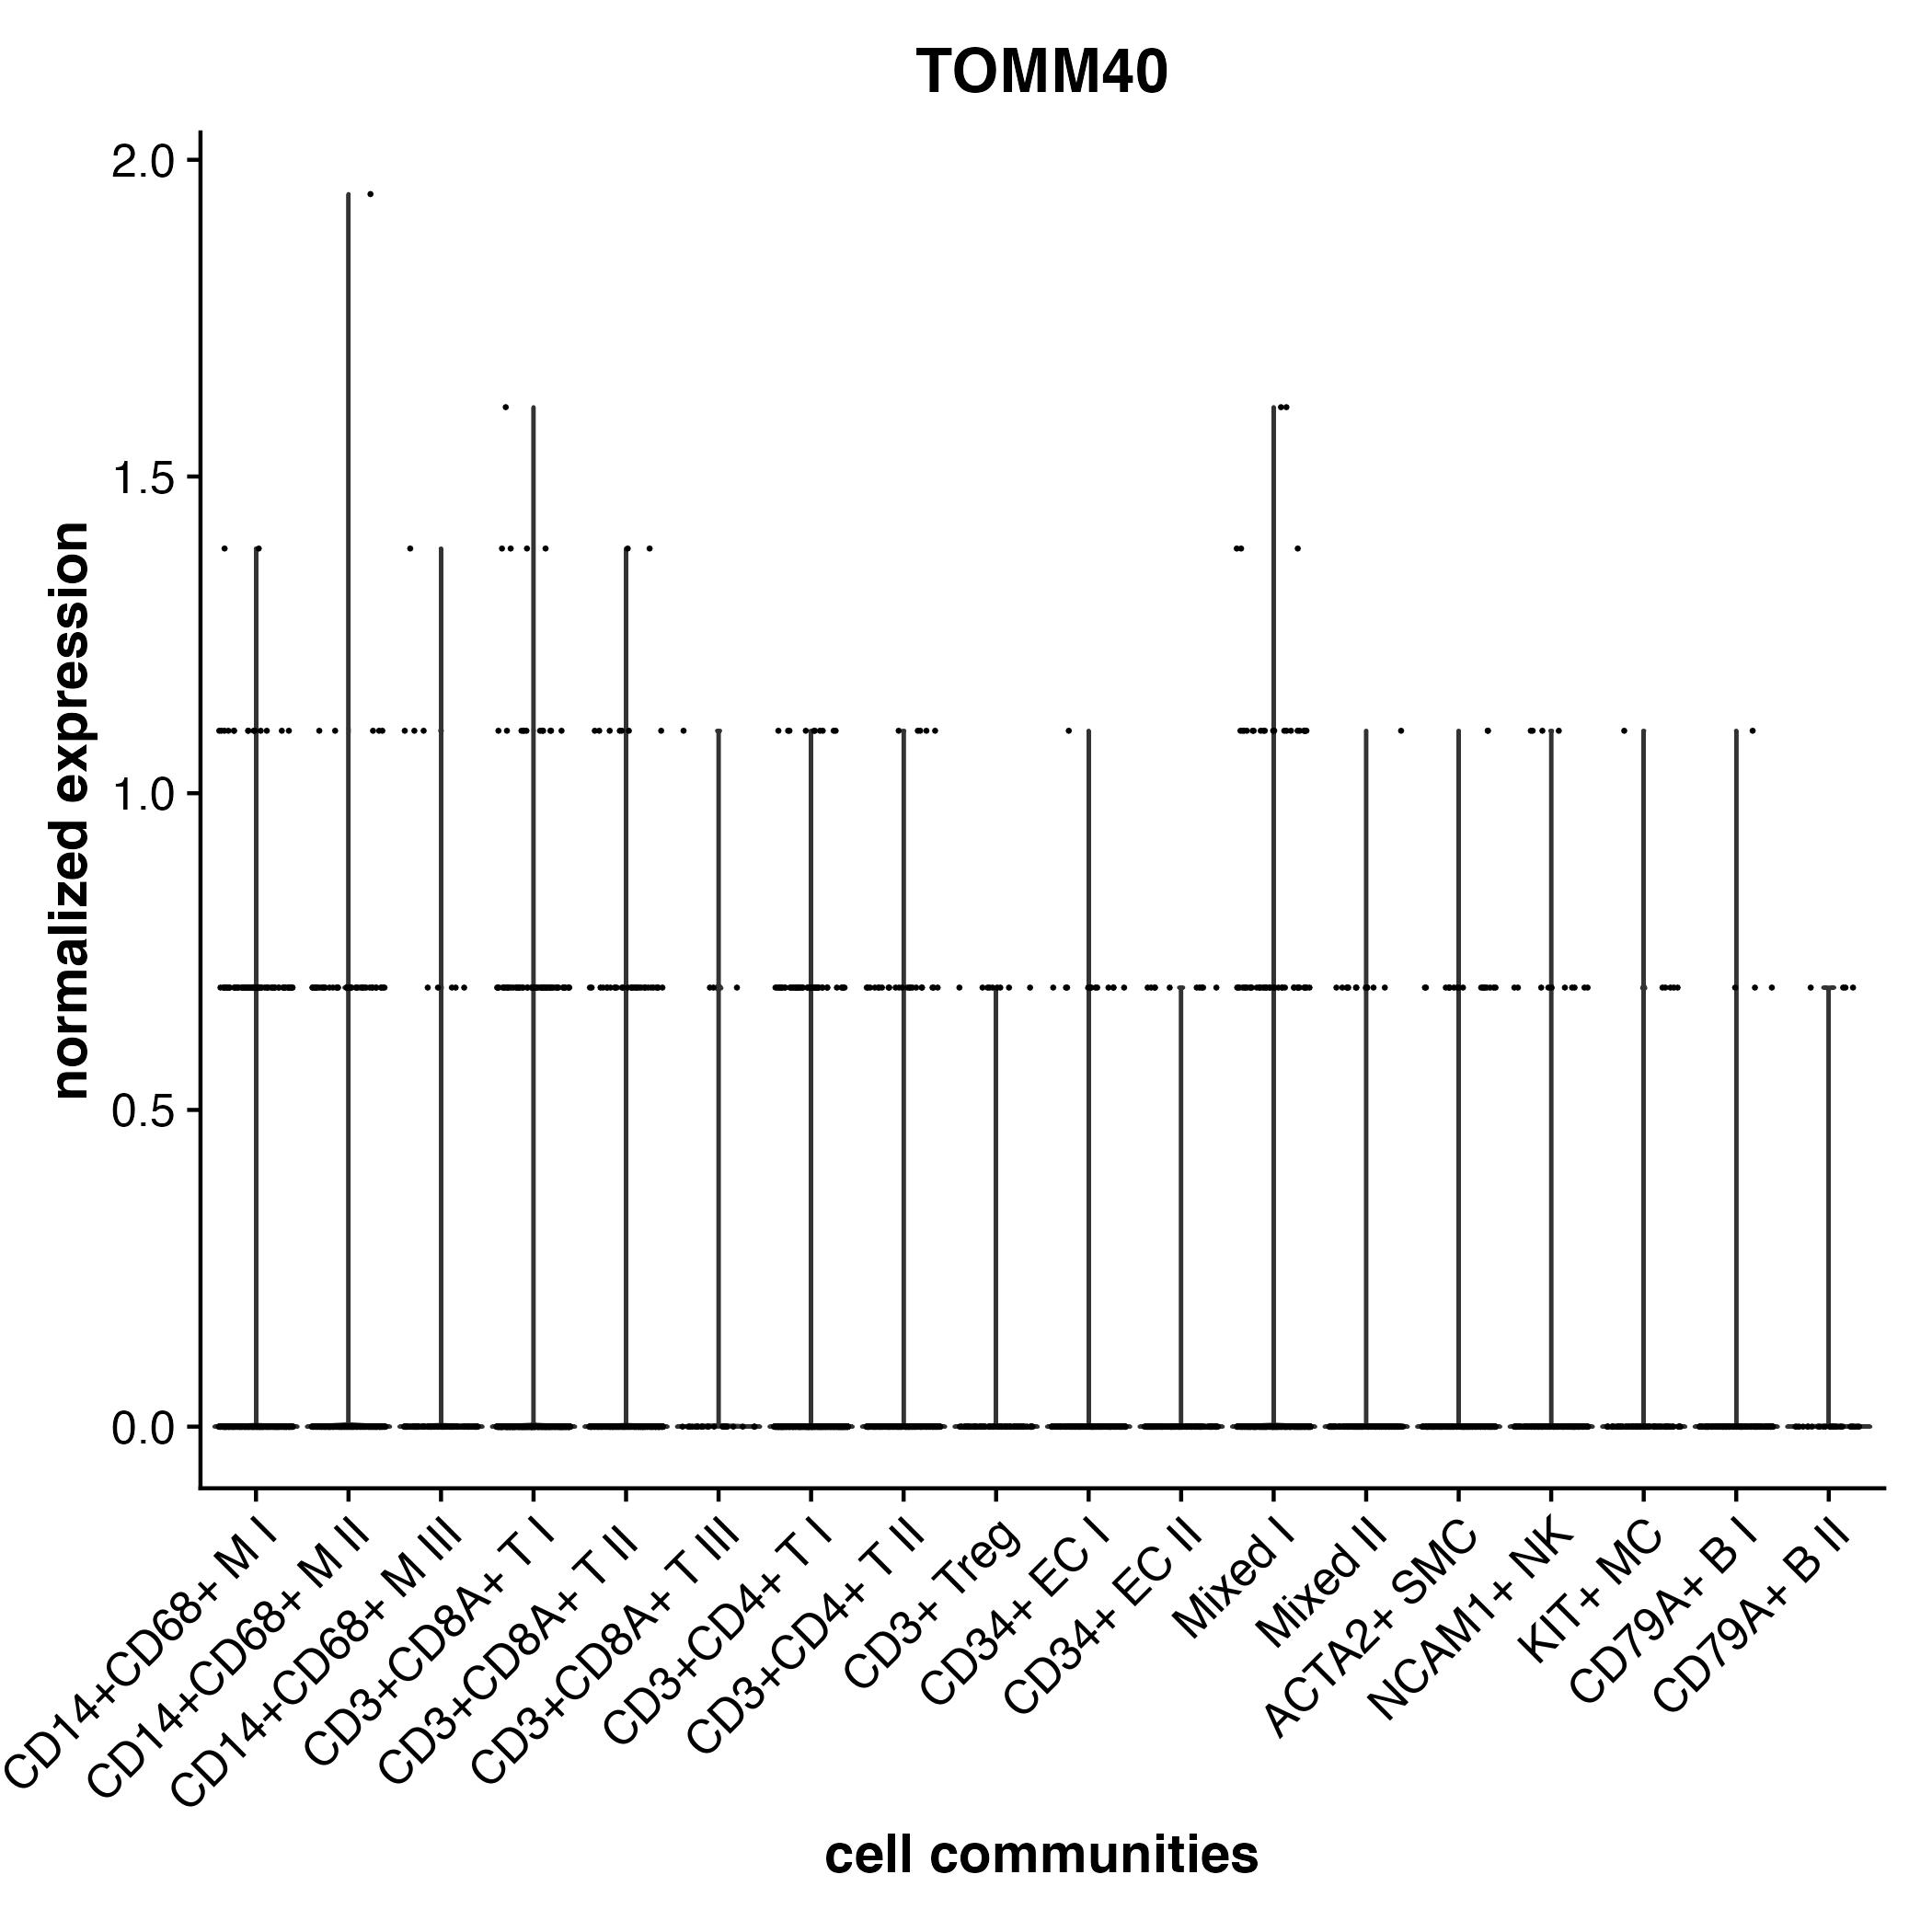 TOMM40
normalized expression
2.0
1.5
1.0
0.5
0.0
CD14+CD68+ M I
CD14+CD68+ M II
CD14+CD68+ M III
CD3+CD8A+ T I
CD3+CD8A+ T II
CD3+CD8A+ T III
CD3+CD4+ T I
CD3+CD4+ T II
CD3+ Treg
CD34+ EC I
CD34+ EC II
Mixed I
Mixed II
ACTA2+ SMC
NCAM1+ NK
KIT+ MC
CD79A+ B I
CD79A+ B II
cell communities